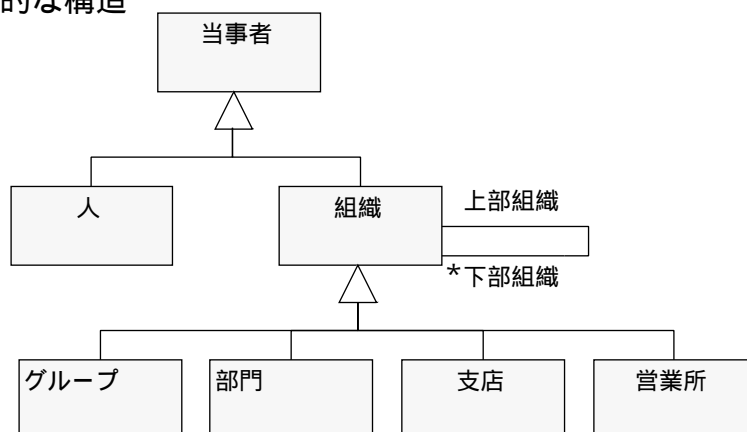 的な構造
当事者
人
組織
上部組織
*下部組織
グループ
部門
支店
営業所